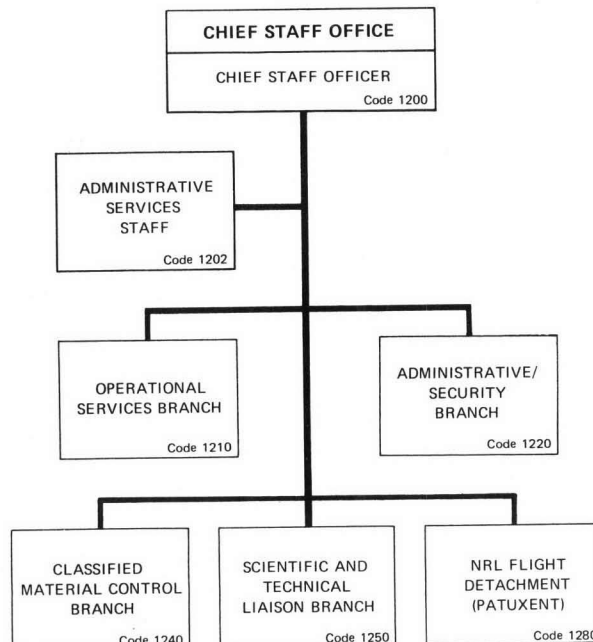 CHIEF STAFF OFFICE
CHIEF STAFF OFFICER
Code 1200
ADMINISTRATIVE
SERVICES
STAFF
Code 1202
OPERATIONAL
SERVICES BRANCH
Code 1210
ADMINISTRATIVE/
SECURITY
BRANCH
Code 1220
CLASSIFIED
MATERIAL CONTROL
BRANCH
Code 1240
SCIENTIFIC AND
TECHNICAL
LIAISON BRANCH
Code 1250
NRL FLIGHT
DETACHMENT
(PATUXENT)
Code 1280